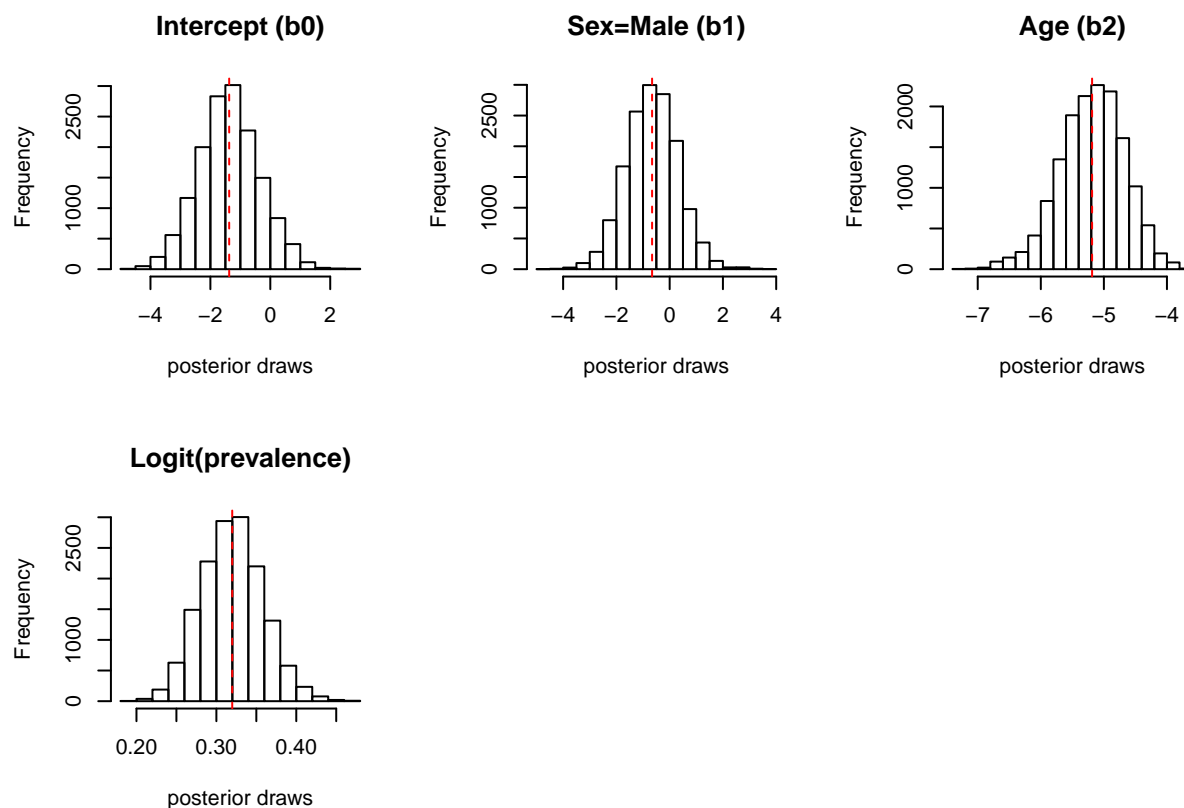 Intercept (b0)
Frequency
0 1000 2500
−4 −2 0 2
posterior draws
Sex=Male (b1)
Frequency
0 1000 2500
−4 −2 0 2 4
posterior draws
Age (b2)
Frequency
0 1000 2000
−7 −6 −5 −4
posterior draws
Logit(prevalence)
Frequency
0 1000 2500
0.20 0.30 0.40
posterior draws